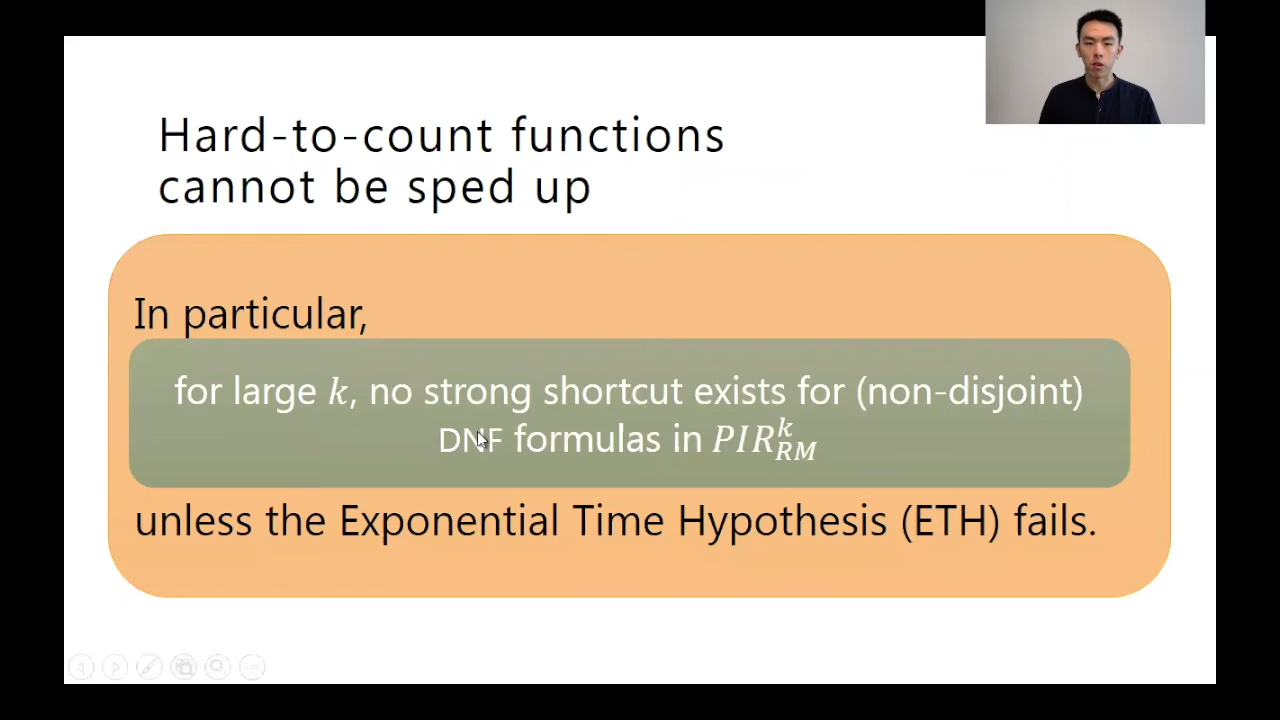 Hard-to-count functions
cannot be sped up
In particular,
for large k, no strong shortcut exists for (non-disjoint)
DNF formulas in PIR^k_RM
unless the Exponential Time Hypothesis (ETH) fails.